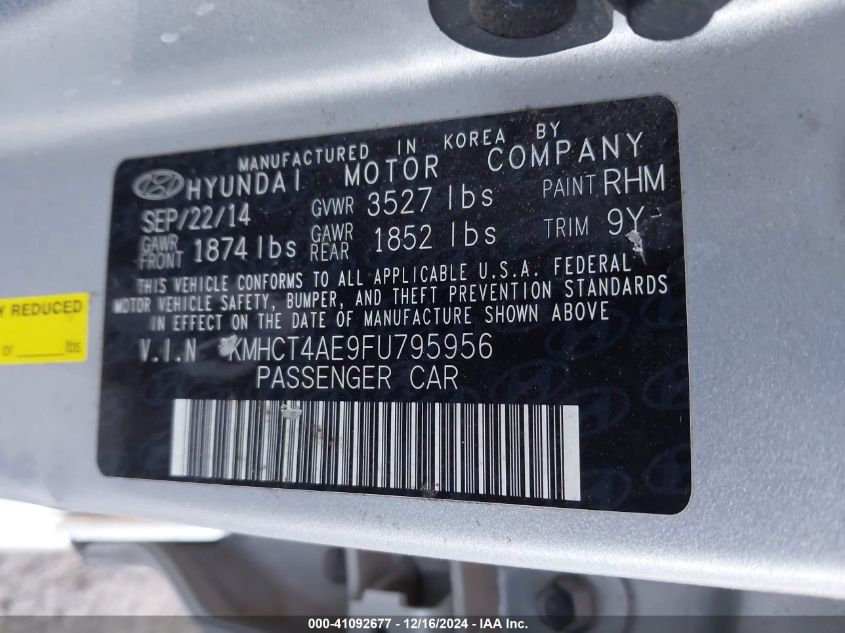 MANUFACTURED IN KOREA BY
HYUNDAI MOTOR COMPANY
SEP/22/14 GVWR 3527 lbs PAINT RHM
GAWR FRONT 1874 lbs GAWR REAR 1852 lbs TRIM 9Y
THIS VEHICLE CONFORMS TO ALL APPLICABLE U.S.A. FEDERAL
MOTOR VEHICLE SAFETY, BUMPER, AND THEFT PREVENTION STANDARDS
IN EFFECT ON THE DATE OF MANUFACTURE SHOWN ABOVE
V.I.N KMHCT4AE9FU795956
PASSENGER CAR
Y REDUCED
or lbs
000-41092677 - 12/16/2024 - IAA Inc.